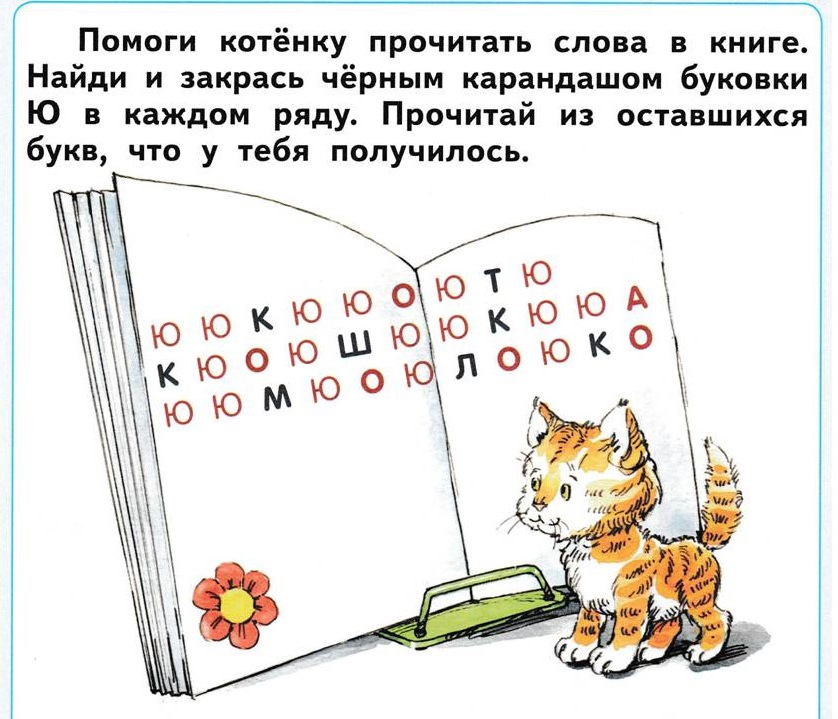 Помоги котёнку прочитать слова в книге.
Найди и закрась чёрным карандашом буковки
Ю в каждом ряду. Прочитай из оставшихся
букв, что у тебя получилось.
Ю Ю К Ю Ю О Ю Т Ю
К Ю О Ю Ш Ю Ю К Ю Ю А
Ю Ю М Ю О Ю Л О Ю К О